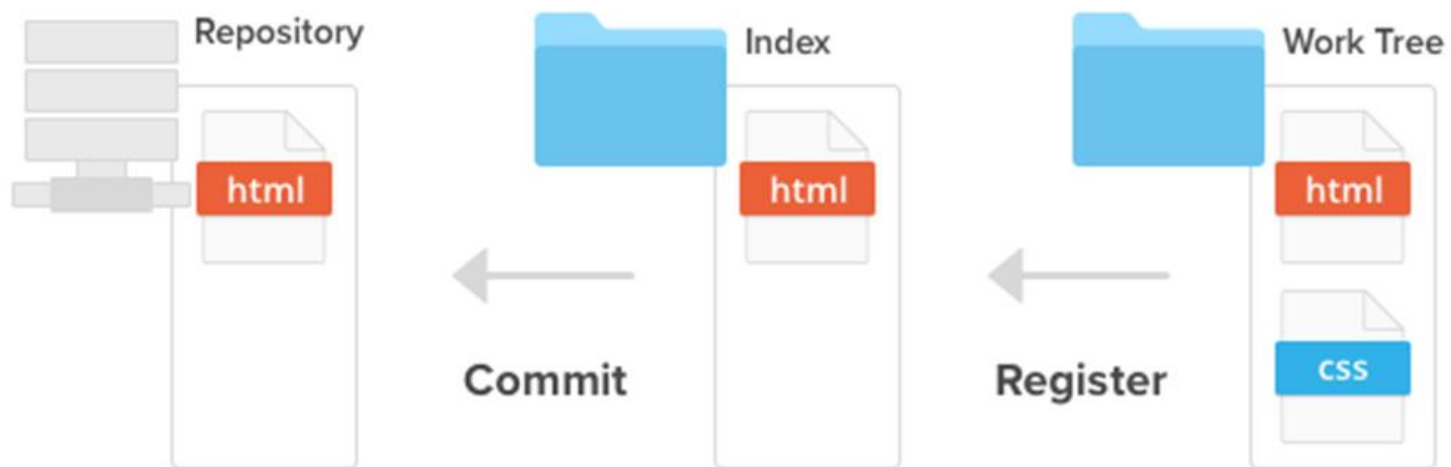 Repository
Index
Work Tree
html
html
html
Commit
Register
css